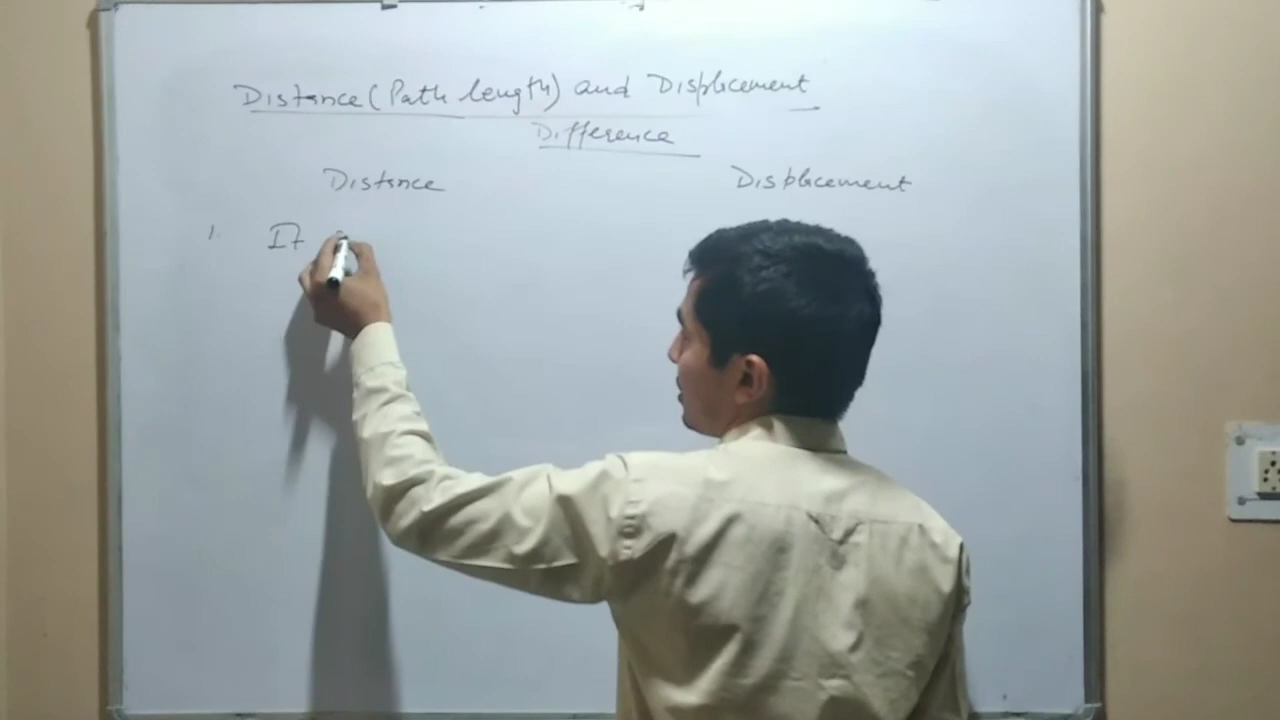 Distance (Path length) and Displacement
Difference
Distance Displacement
1. It